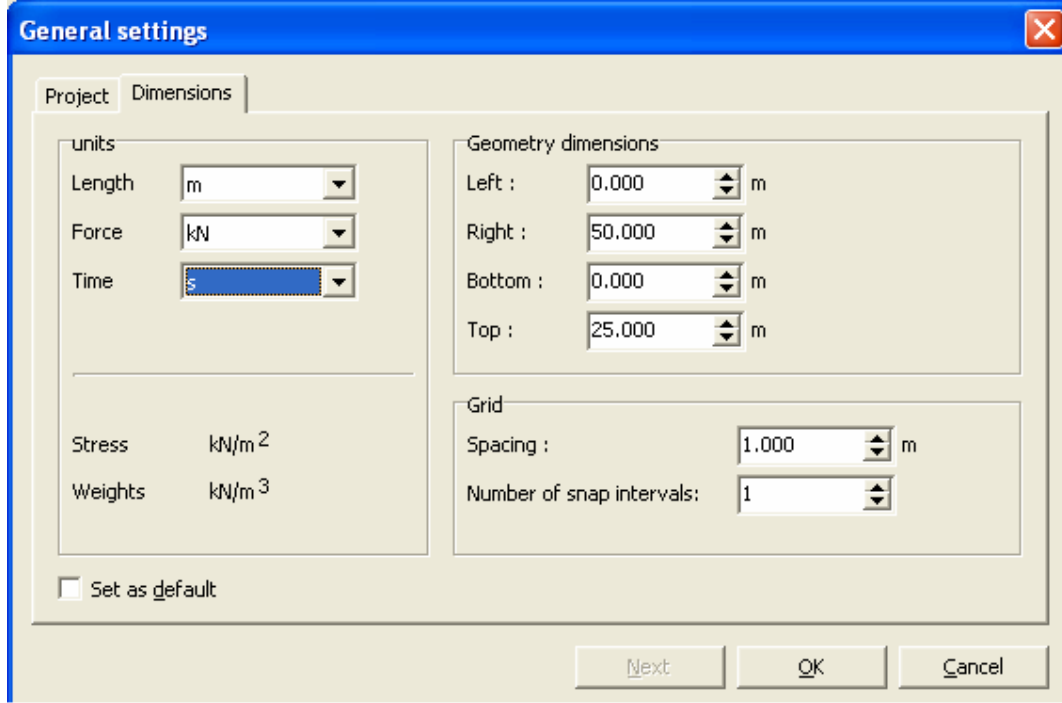 General settings
Project Dimensions
units
Length m
Force kN
Time s
Stress kN/m 2
Weights kN/m 3
Geometry dimensions
Left : 0.000 m
Right : 50.000 m
Bottom : 0.000 m
Top : 25.000 m
Grid
Spacing : 1.000 m
Number of snap intervals: 1
Set as default
Next OK Cancel